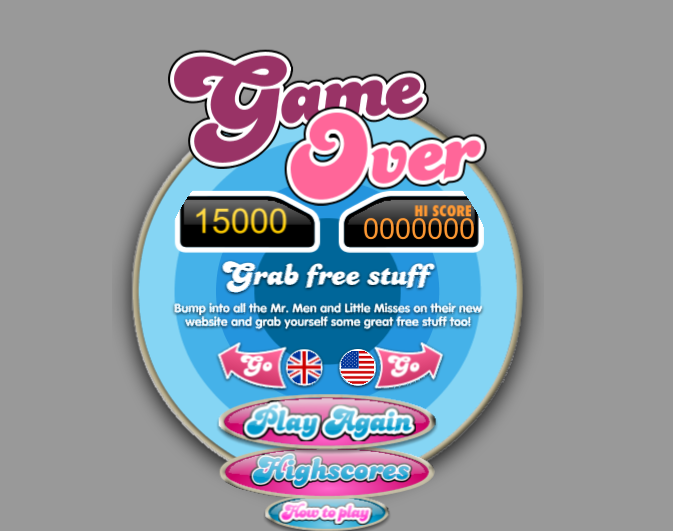 Game
Over
15000
HI SCORE
0000000
Grab free stuff
Bump into all the Mr. Men and Little Misses on their new
website and grab yourself some great free stuff too!
Go Go
Play Again
Highscores
How to play